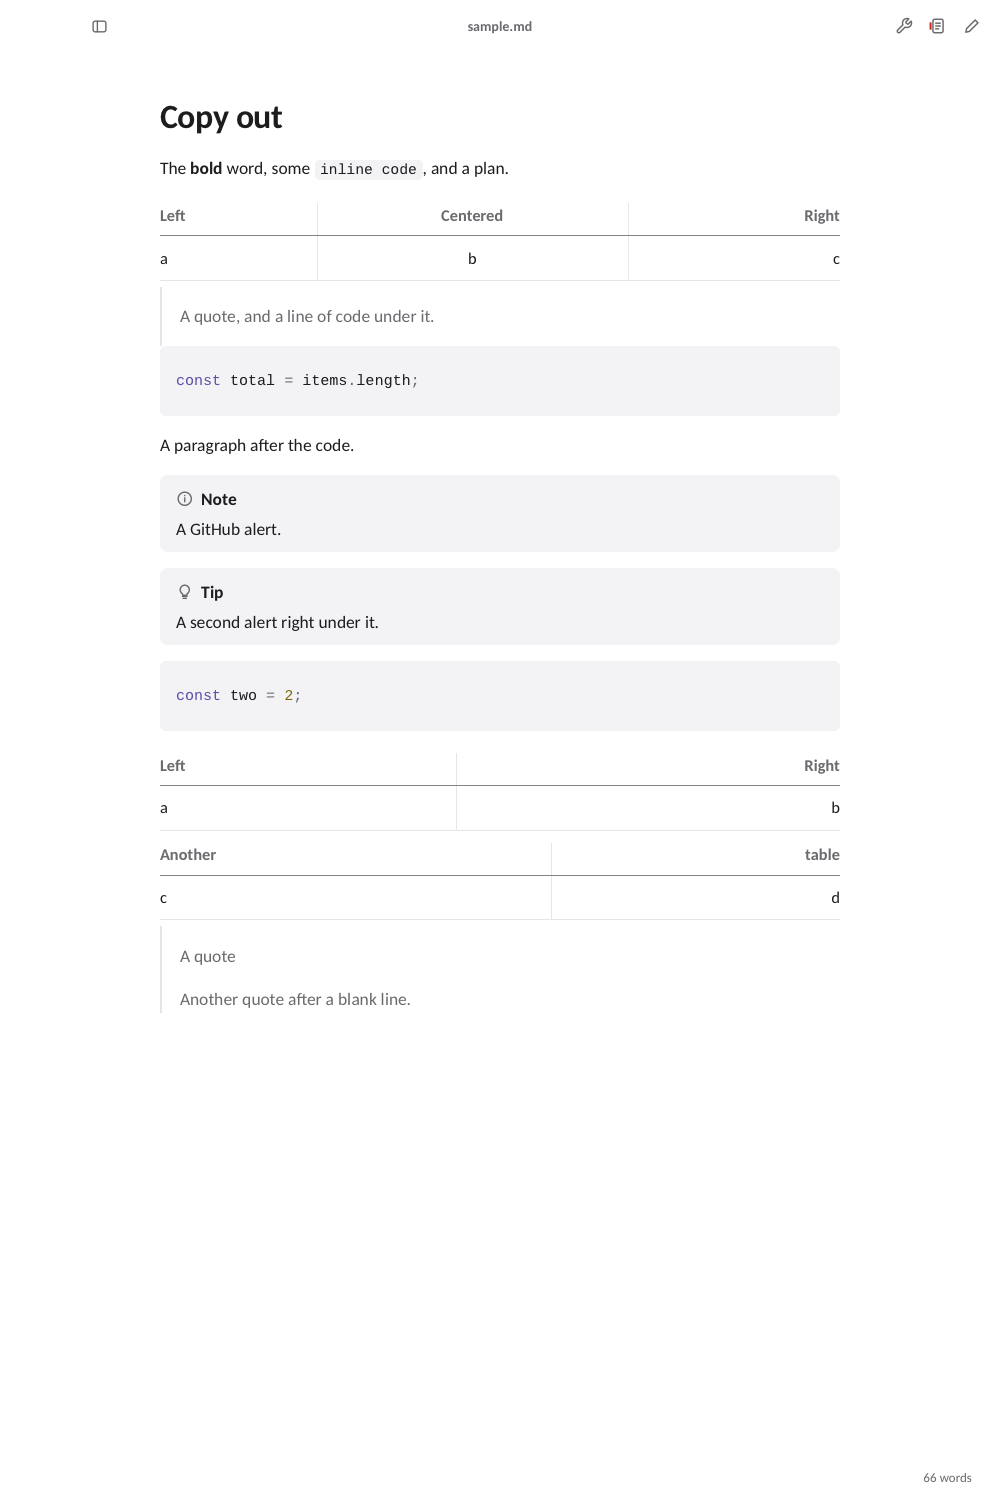 sample.md
Copy out
The bold word, some inline code, and a plan.
Left Centered Right
a b c
A quote, and a line of code under it.
const total = items.length;
A paragraph after the code.
Note
A GitHub alert.
Tip
A second alert right under it.
const two = 2;
Left Right
a b
Another table
c d
A quote
Another quote after a blank line.
66 words